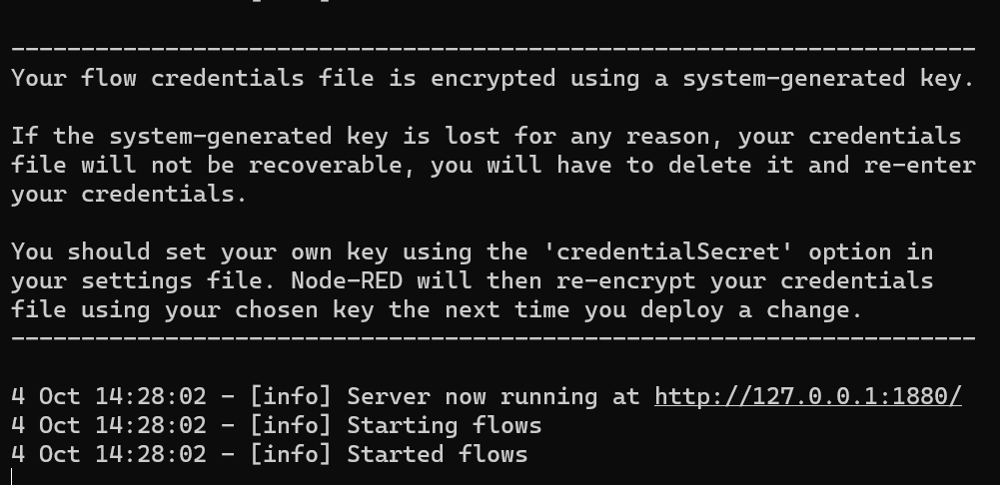 ---------------------------------------------------------------------
Your flow credentials file is encrypted using a system-generated key.
If the system-generated key is lost for any reason, your credentials
file will not be recoverable, you will have to delete it and re-enter
your credentials.
You should set your own key using the 'credentialSecret' option in
your settings file. Node-RED will then re-encrypt your credentials
file using your chosen key the next time you deploy a change.
---------------------------------------------------------------------
4 Oct 14:28:02 - [info] Server now running at http://127.0.0.1:1880/
4 Oct 14:28:02 - [info] Starting flows
4 Oct 14:28:02 - [info] Started flows